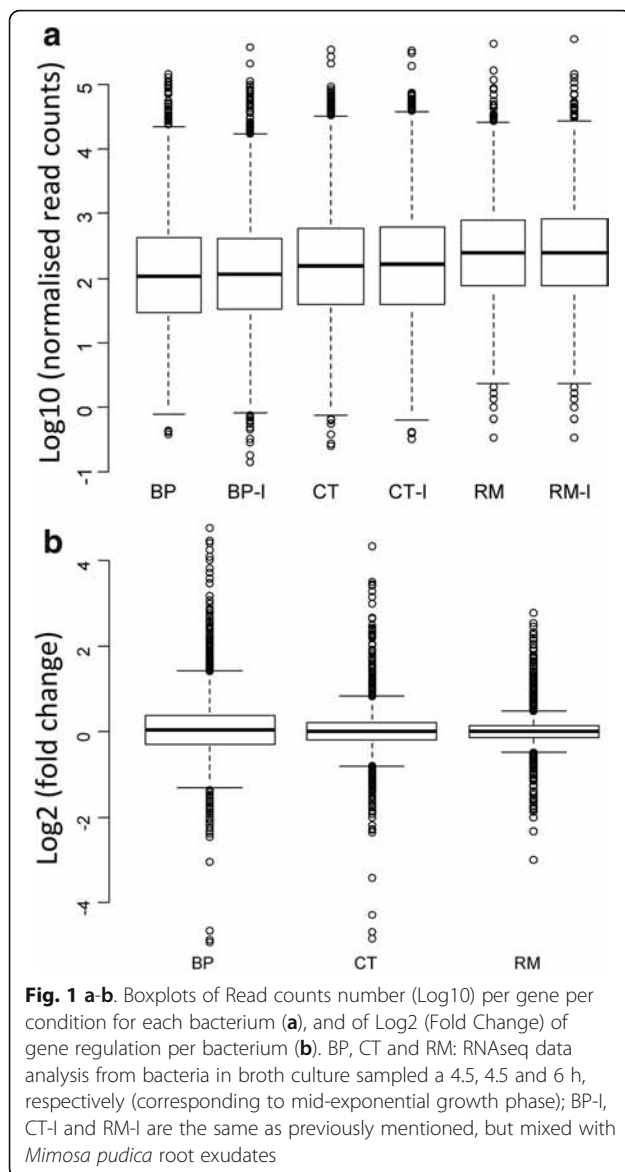 a
Log10 (normalised read counts)
5
4
3
2
1
0
-1
BP BP-I CT CT-I RM RM-I
b
Log2 (fold change)
4
2
0
-2
-4
BP CT RM
Fig. 1 a-b. Boxplots of Read counts number (Log10) per gene per
condition for each bacterium (a), and of Log2 (Fold Change) of
gene regulation per bacterium (b). BP, CT and RM: RNAseq data
analysis from bacteria in broth culture sampled a 4.5, 4.5 and 6 h,
respectively (corresponding to mid-exponential growth phase); BP-I,
CT-I and RM-I are the same as previously mentioned, but mixed with
Mimosa pudica root exudates